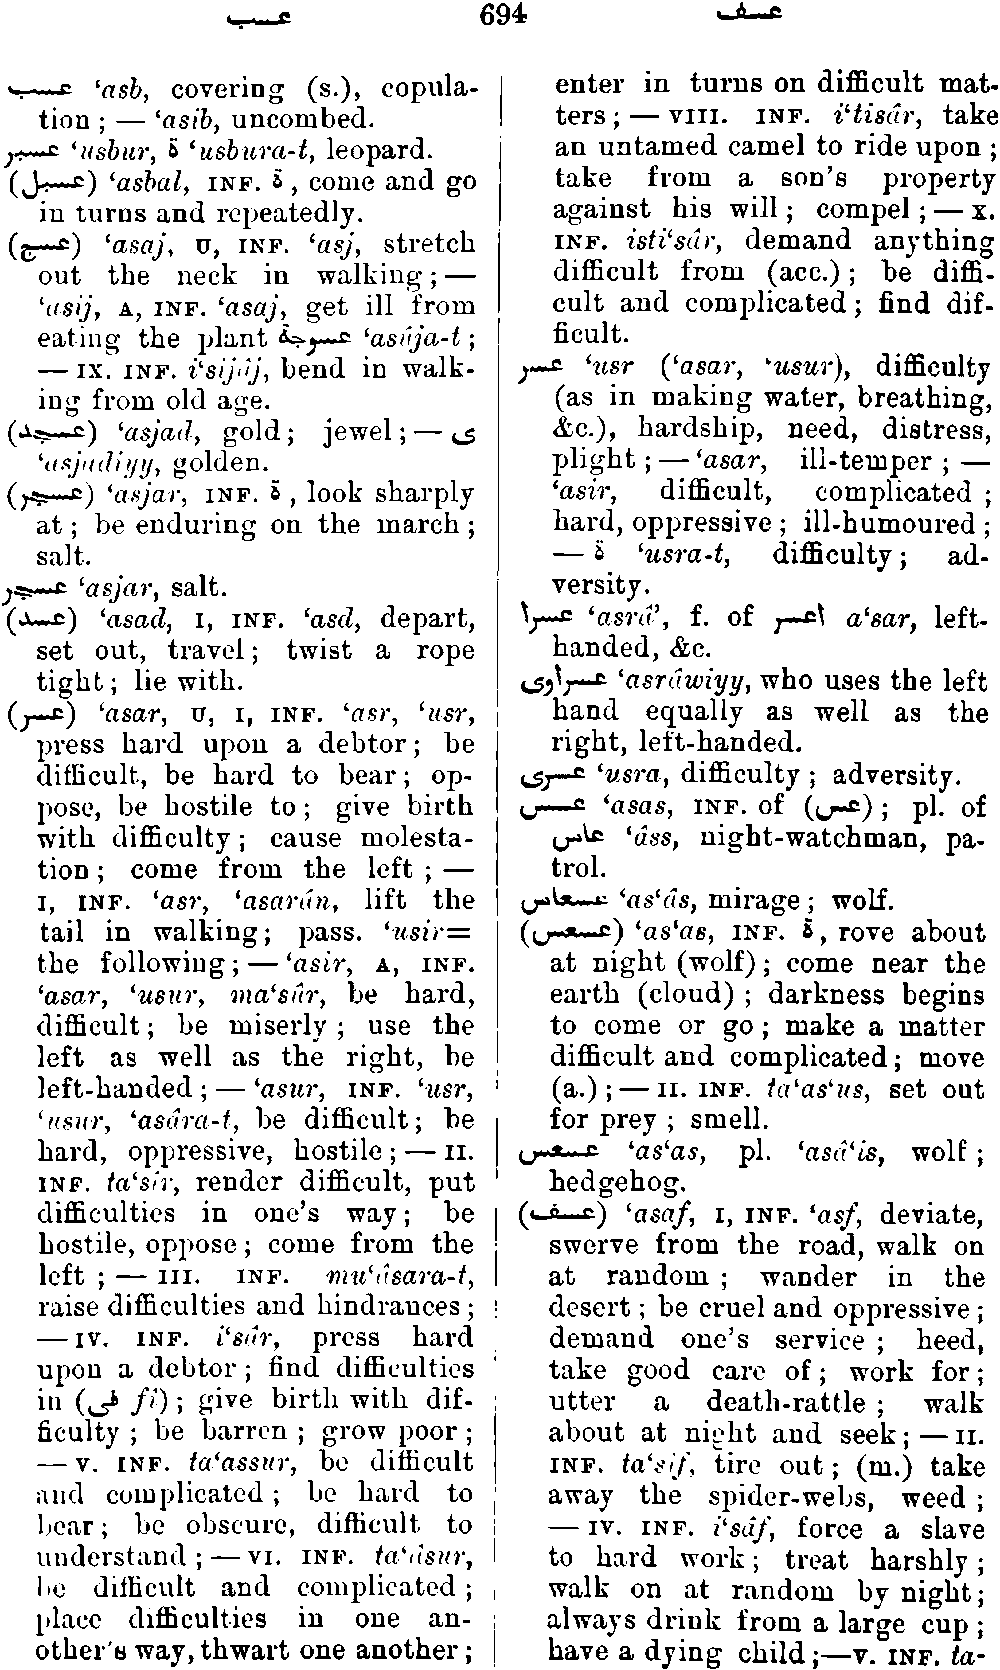 عسب 694 عسف
عسب ‘asb, covering (s.), copula-
tion ; — ‘asib, uncombed.
عسبر ‘usbur, ة ‘usbura-t, leopard.
(عسبل) ‘asbal, INF. ة, come and go
in turns and repeatedly.
(عسج) ‘asaj, U, INF. ‘asj, stretch
out the neck in walking ; —
‘asij, A, INF. ‘asaj, get ill from
eating the plant عسوجة ‘asûja-t ;
— IX. INF. i‘sijâj, bend in walk-
ing from old age.
(عسجد) ‘asjad, gold ; jewel ; — ى
‘asjadiyy, golden.
(عسجر) ‘asjar, INF. ة, look sharply
at ; be enduring on the march ;
salt.
عسجر ‘asjar, salt.
(عسد) ‘asad, I, INF. ‘asd, depart,
set out, travel ; twist a rope
tight ; lie with.
(عسر) ‘asar, U, I, INF. ‘asr, ‘usr,
press hard upon a debtor ; be
difficult, be hard to bear ; op-
pose, be hostile to ; give birth
with difficulty ; cause molesta-
tion ; come from the left ; —
I, INF. ‘asr, ‘asarân, lift the
tail in walking ; pass. ‘usir=
the following ; — ‘asir, A, INF.
‘asar, ‘usur, ma‘sûr, be hard,
difficult ; be miserly ; use the
left as well as the right, be
left-handed ; — ‘asur, INF. ‘usr,
‘usur, ‘asâra-t, be difficult ; be
hard, oppressive, hostile ; — II.
INF. ta‘sîr, render difficult, put
difficulties in one's way ; be
hostile, oppose ; come from the
left ; — III. INF. mu‘âsara-t,
raise difficulties and hindrances ;
— IV. INF. i‘sâr, press hard
upon a debtor ; find difficulties
in (فى fî) ; give birth with dif-
ficulty ; be barren ; grow poor ;
— V. INF. ta‘assur, be difficult
and complicated ; be hard to
bear ; be obscure, difficult to
understand ; — VI. INF. ta‘âsur,
be difficult and complicated ;
place difficulties in one an-
other's way, thwart one another ;
enter in turns on difficult mat-
ters ; — VIII. INF. i‘tisâr, take
an untamed camel to ride upon ;
take from a son's property
against his will ; compel ; — X.
INF. isti‘sâr, demand anything
difficult from (acc.) ; be diffi-
cult and complicated ; find dif-
ficult.
عسر ‘usr (‘asar, ‘usur), difficulty
(as in making water, breathing,
&c.), hardship, need, distress,
plight ; — ‘asar, ill-temper ; —
‘asir, difficult, complicated ;
hard, oppressive ; ill-humoured ;
— ة ‘usra-t, difficulty ; ad-
versity.
عسرا ‘asrâ’, f. of اعسر a‘sar, left-
handed, &c.
عسراوى ‘asrâwiyy, who uses the left
hand equally as well as the
right, left-handed.
عسرى ‘usra, difficulty ; adversity.
عسس ‘asas, INF. of (عس) ; pl. of
عاس ‘âss, night-watchman, pa-
trol.
عسعاس ‘as‘âs, mirage ; wolf.
(عسعس) ‘as‘as, INF. ة, rove about
at night (wolf) ; come near the
earth (cloud) ; darkness begins
to come or go ; make a matter
difficult and complicated ; move
(a.) ; — II. INF. ta‘as‘us, set out
for prey ; smell.
عسعس ‘as‘as, pl. ‘asâ‘is, wolf ;
hedgehog.
(عسف) ‘asaf, I, INF. ‘asf, deviate,
swerve from the road, walk on
at random ; wander in the
desert ; be cruel and oppressive ;
demand one's service ; heed,
take good care of ; work for ;
utter a death-rattle ; walk
about at night and seek ; — II.
INF. ta‘sîf, tire out ; (m.) take
away the spider-webs, weed ;
— IV. INF. i‘sâf, force a slave
to hard work ; treat harshly ;
walk on at random by night ;
always drink from a large cup ;
have a dying child ;—V. INF. ta-